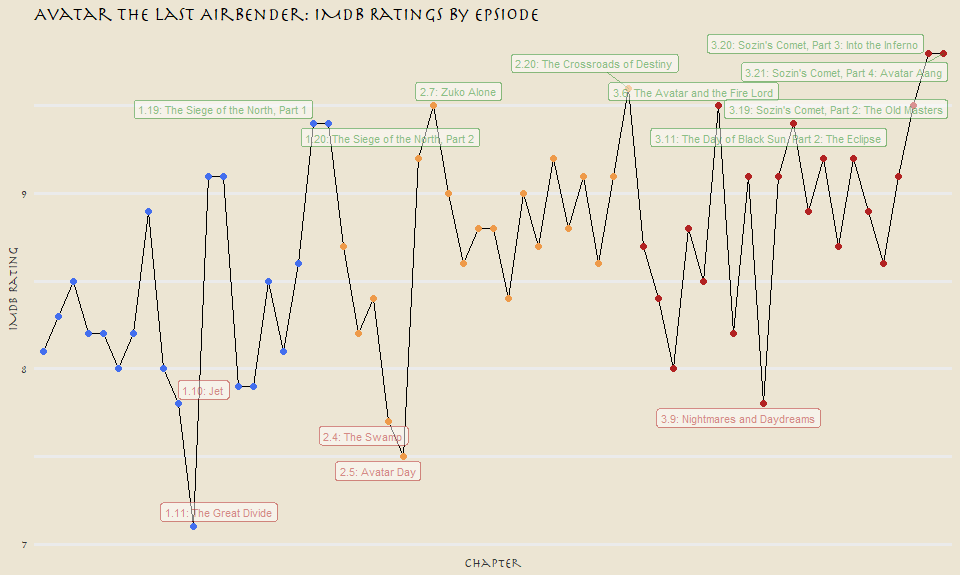 Avatar The Last Airbender: IMDB Ratings by Epsiode
3.20: Sozin's Comet, Part 3: Into the Inferno
2.20: The Crossroads of Destiny
3.21: Sozin's Comet, Part 4: Avatar Aang
2.7: Zuko Alone
3.6: The Avatar and the Fire Lord
1.19: The Siege of the North, Part 1
3.19: Sozin's Comet, Part 2: The Old Masters
1.20: The Siege of the North, Part 2
3.11: The Day of Black Sun, Part 2: The Eclipse
9
IMDB Rating
8
1.10: Jet
3.9: Nightmares and Daydreams
2.4: The Swamp
2.5: Avatar Day
1.11: The Great Divide
7
Chapter